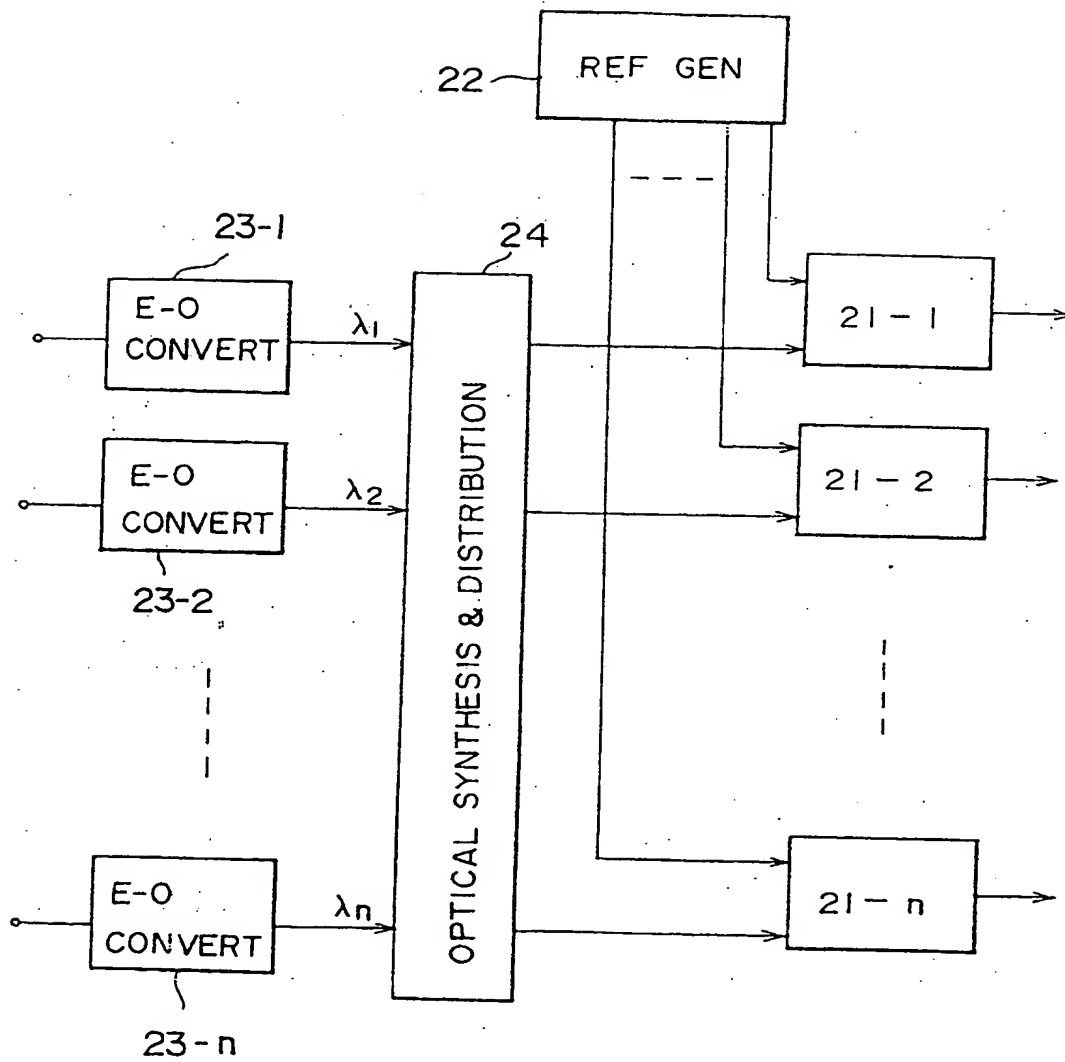 REF GEN
22
23-1
24
E-O
CONVERT
λ1
21-1
E-O
CONVERT
λ2
21-2
23-2
OPTICAL SYNTHESIS & DISTRIBUTION
E-O
CONVERT
λn
21-n
23-n